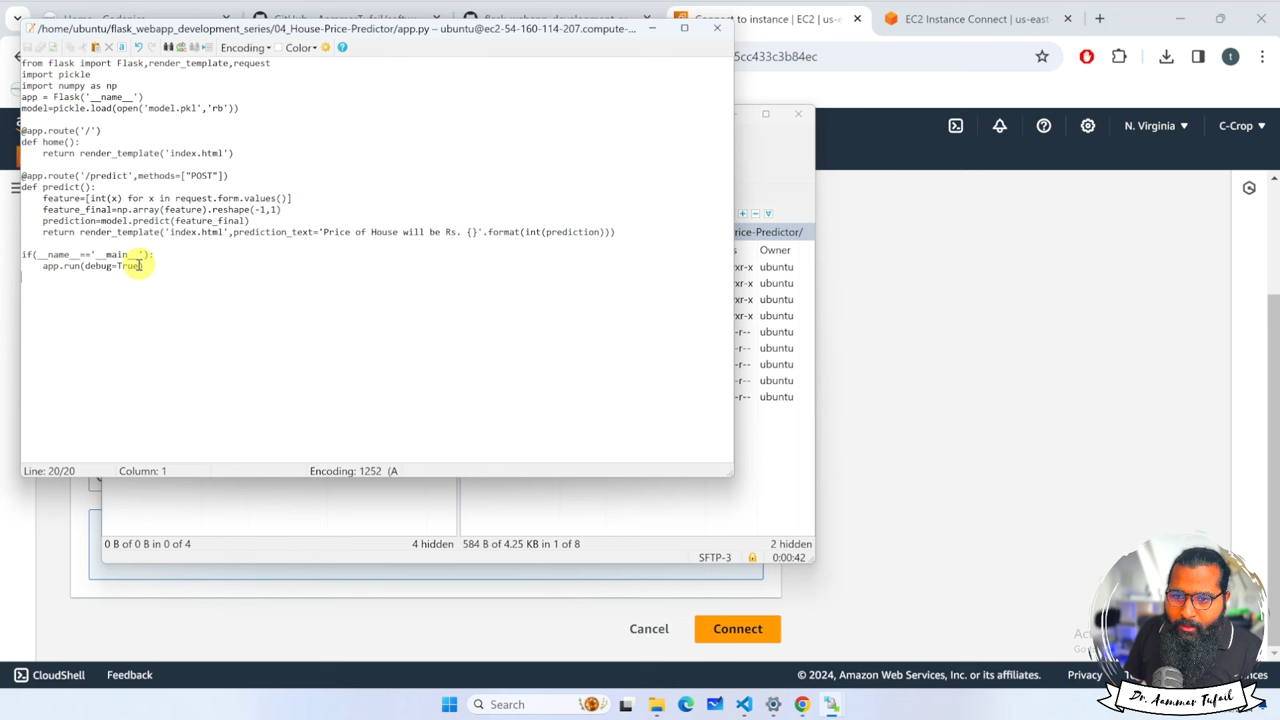 Connect to instance | EC2 | us-
EC2 Instance Connect | us-east-
/home/ubuntu/flask_webapp_development_series/04_House-Price-Predictor/app.py – ubuntu@ec2-54-160-114-207.compute-...
Encoding
Color
5cc433c3b84ec
t
from flask import Flask,render_template,request
import pickle
import numpy as np
app = Flask('__name__')
model=pickle.load(open('model.pkl','rb'))
@app.route('/')
def home():
return render_template('index.html')
@app.route('/predict',methods=["POST"])
def predict():
feature=[int(x) for x in request.form.values()]
feature_final=np.array(feature).reshape(-1,1)
prediction=model.predict(feature_final)
return render_template('index.html',prediction_text='Price of House will be Rs. {}'.format(int(prediction)))
if(__name__=='__main__'):
app.run(debug=True)
N. Virginia
C-Crop
rice-Predictor/
s Owner
xr-x ubuntu
xr-x ubuntu
xr-x ubuntu
xr-x ubuntu
-r-- ubuntu
-r-- ubuntu
-r-- ubuntu
-r-- ubuntu
-r-- ubuntu
Line: 20/20 Column: 1 Encoding: 1252 (A
0 B of 0 B in 0 of 4 4 hidden 584 B of 4.25 KB in 1 of 8 2 hidden
SFTP-3 0:00:42
Cancel Connect
CloudShell Feedback © 2024, Amazon Web Services, Inc. or its affiliates. Privacy
Search
Dr. Aammar Tufail